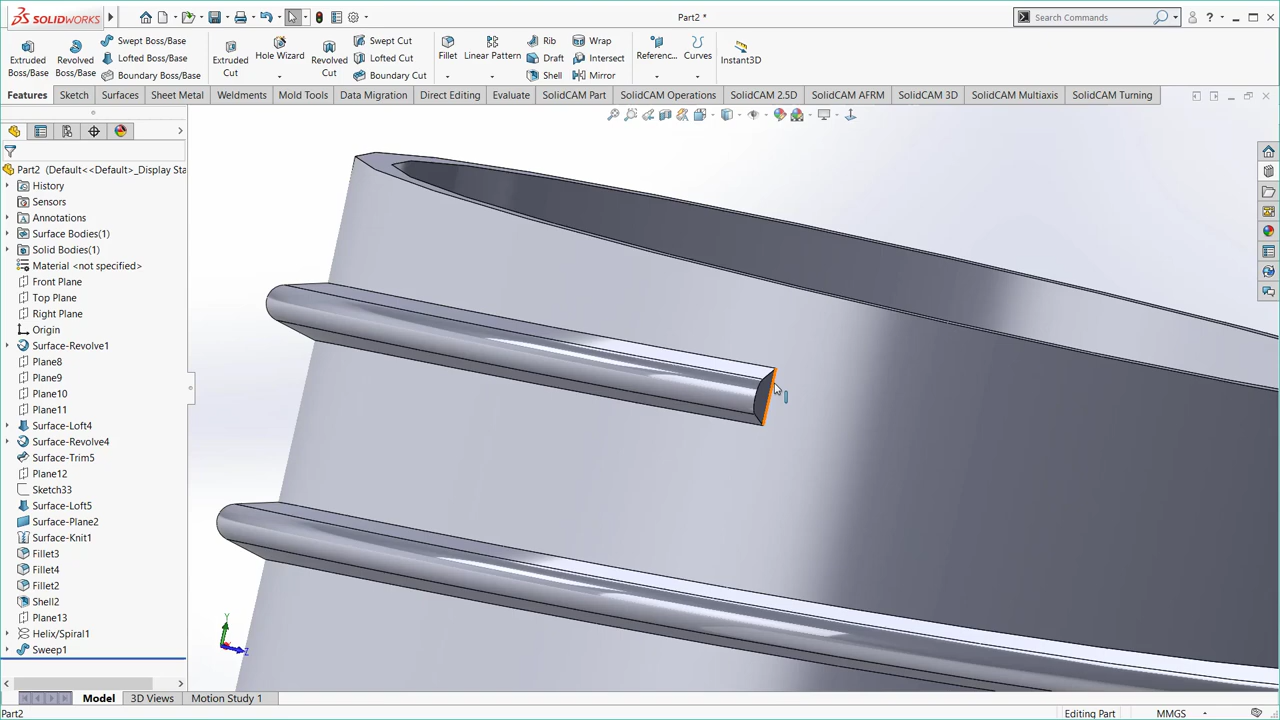 SOLIDWORKS
Part2 *
Search Commands
Extruded Boss/Base
Revolved Boss/Base
Swept Boss/Base
Lofted Boss/Base
Boundary Boss/Base
Extruded Cut
Hole Wizard
Revolved Cut
Swept Cut
Lofted Cut
Boundary Cut
Fillet
Linear Pattern
Rib
Draft
Shell
Wrap
Intersect
Mirror
Referenc...
Curves
Instant3D
Features
Sketch
Surfaces
Sheet Metal
Weldments
Mold Tools
Data Migration
Direct Editing
Evaluate
SolidCAM Part
SolidCAM Operations
SolidCAM 2.5D
SolidCAM AFRM
SolidCAM 3D
SolidCAM Multiaxis
SolidCAM Turning
Part2 (Default<<Default>_Display Sta
History
Sensors
Annotations
Surface Bodies(1)
Solid Bodies(1)
Material <not specified>
Front Plane
Top Plane
Right Plane
Origin
Surface-Revolve1
Plane8
Plane9
Plane10
Plane11
Surface-Loft4
Surface-Revolve4
Surface-Trim5
Plane12
Sketch33
Surface-Loft5
Surface-Plane2
Surface-Knit1
Fillet3
Fillet4
Fillet2
Shell2
Plane13
Helix/Spiral1
Sweep1
Y
Z
Model
3D Views
Motion Study 1
Part2
Editing Part
MMGS